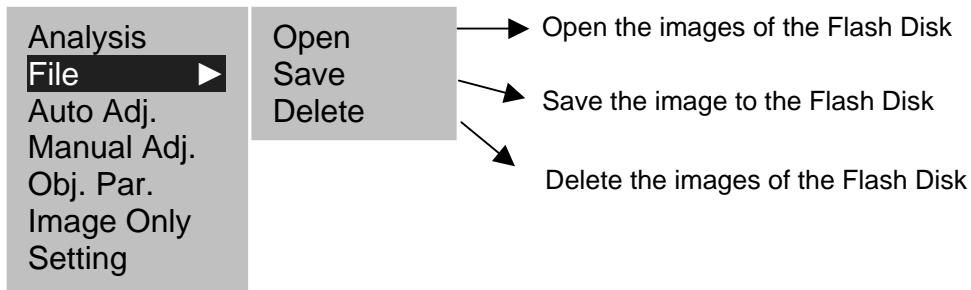 Analysis
File
Auto Adj.
Manual Adj.
Obj. Par.
Image Only
Setting
Open
Save
Delete
Open the images of the Flash Disk
Save the image to the Flash Disk
Delete the images of the Flash Disk